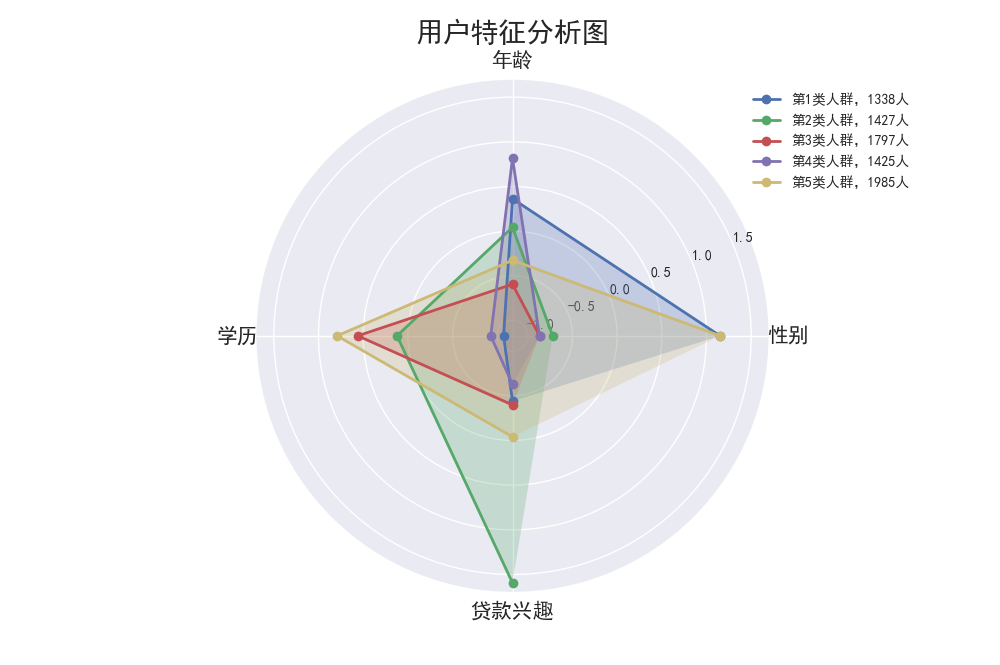 用户特征分析图
年龄
第1类人群，1338人
第2类人群，1427人
第3类人群，1797人
第4类人群，1425人
第5类人群，1985人
1.5
1.0
0.5
0.0
−0.5
−1.0
学历
性别
贷款兴趣